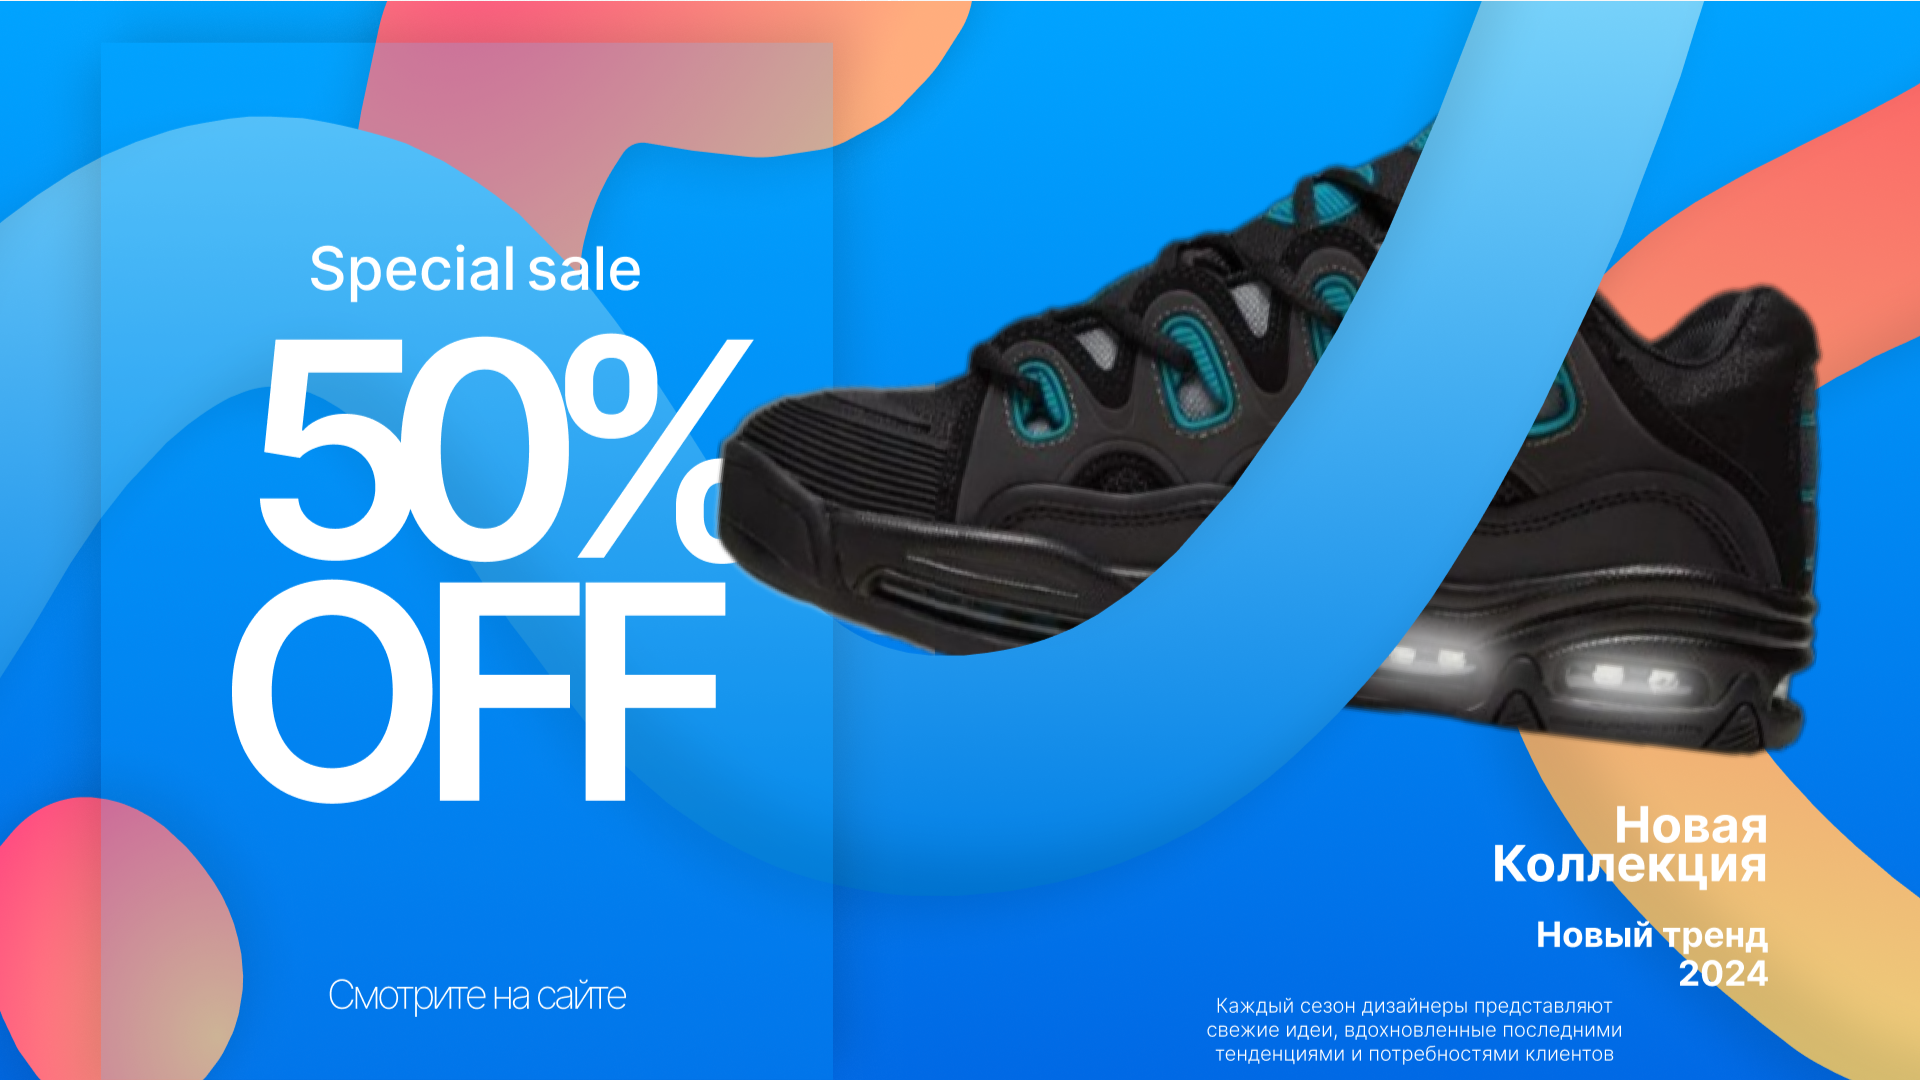 Special sale
50%
OFF
Смотрите на сайте
Новая
Коллекция
Новый тренд
2024
Каждый сезон дизайнеры представляют
свежие идеи, вдохновленные последними
тенденциями и потребностями клиентов